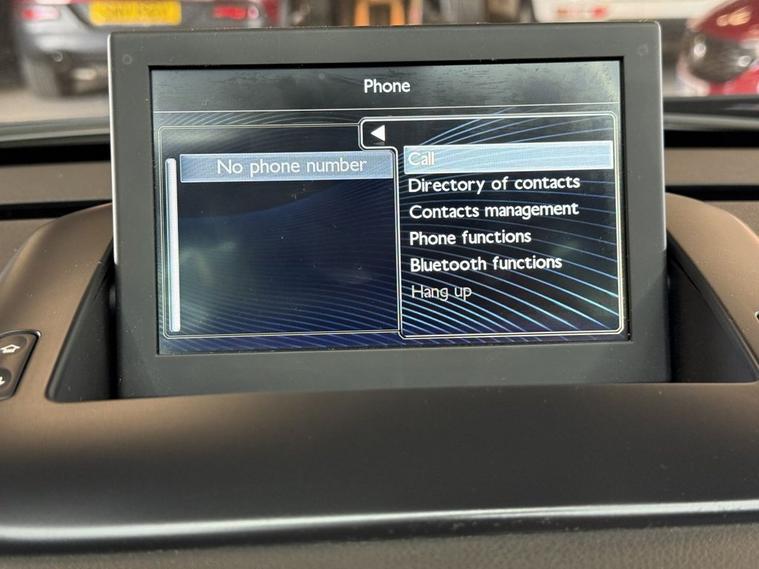 Phone
No phone number
Call
Directory of contacts
Contacts management
Phone functions
Bluetooth functions
Hang up